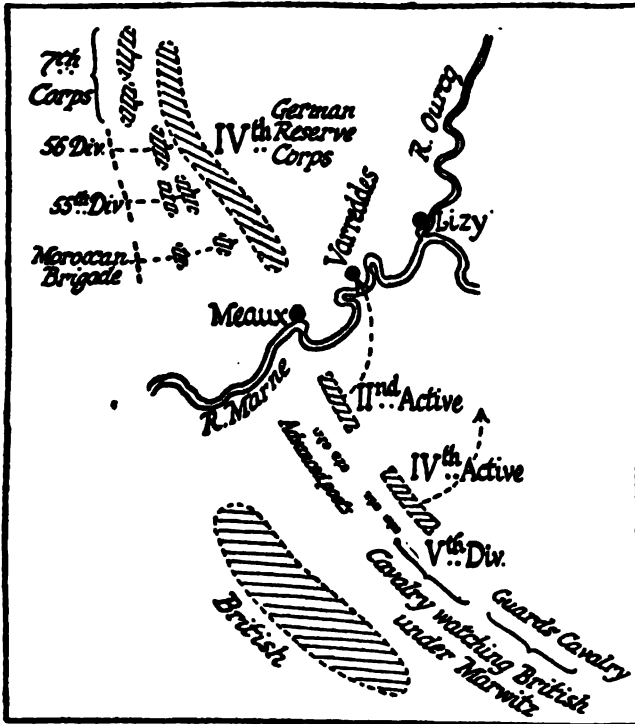 7th
Corps
56 Div.
55th Div
Moroccan
Brigade
IVth German
Reserve
Corps
R. Ourcq
Varreddes
Lizy
Meaux
R. Marne
IInd Active
Advanced posts
IVth Active
Vth Div.
British
Cavalry watching British
under Marwitz
Guards Cavalry